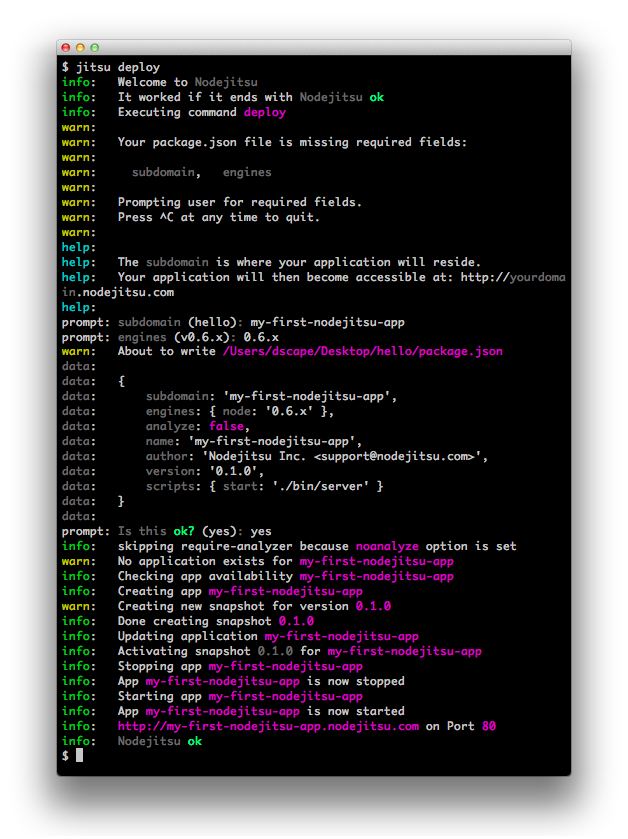 $ jitsu deploy
info:   Welcome to Nodejitsu
info:   It worked if it ends with Nodejitsu ok
info:   Executing command deploy
warn:
warn:   Your package.json file is missing required fields:
warn:
warn:     subdomain,   engines
warn:
warn:   Prompting user for required fields.
warn:   Press ^C at any time to quit.
warn:
help:
help:   The subdomain is where your application will reside.
help:   Your application will then become accessible at: http://yourdoma
in.nodejitsu.com
help:
prompt: subdomain (hello): my-first-nodejitsu-app
prompt: engines (v0.6.x): 0.6.x
warn:   About to write /Users/dscape/Desktop/hello/package.json
data:
data:   {
data:       subdomain: 'my-first-nodejitsu-app',
data:       engines: { node: '0.6.x' },
data:       analyze: false,
data:       name: 'my-first-nodejitsu-app',
data:       author: 'Nodejitsu Inc. <support@nodejitsu.com>',
data:       version: '0.1.0',
data:       scripts: { start: './bin/server' }
data:   }
data:
prompt: Is this ok? (yes): yes
info:   skipping require-analyzer because noanalyze option is set
warn:   No application exists for my-first-nodejitsu-app
info:   Checking app availability my-first-nodejitsu-app
info:   Creating app my-first-nodejitsu-app
warn:   Creating new snapshot for version 0.1.0
info:   Done creating snapshot 0.1.0
info:   Updating application my-first-nodejitsu-app
info:   Activating snapshot 0.1.0 for my-first-nodejitsu-app
info:   Stopping app my-first-nodejitsu-app
info:   App my-first-nodejitsu-app is now stopped
info:   Starting app my-first-nodejitsu-app
info:   App my-first-nodejitsu-app is now started
info:   http://my-first-nodejitsu-app.nodejitsu.com on Port 80
info:   Nodejitsu ok
$